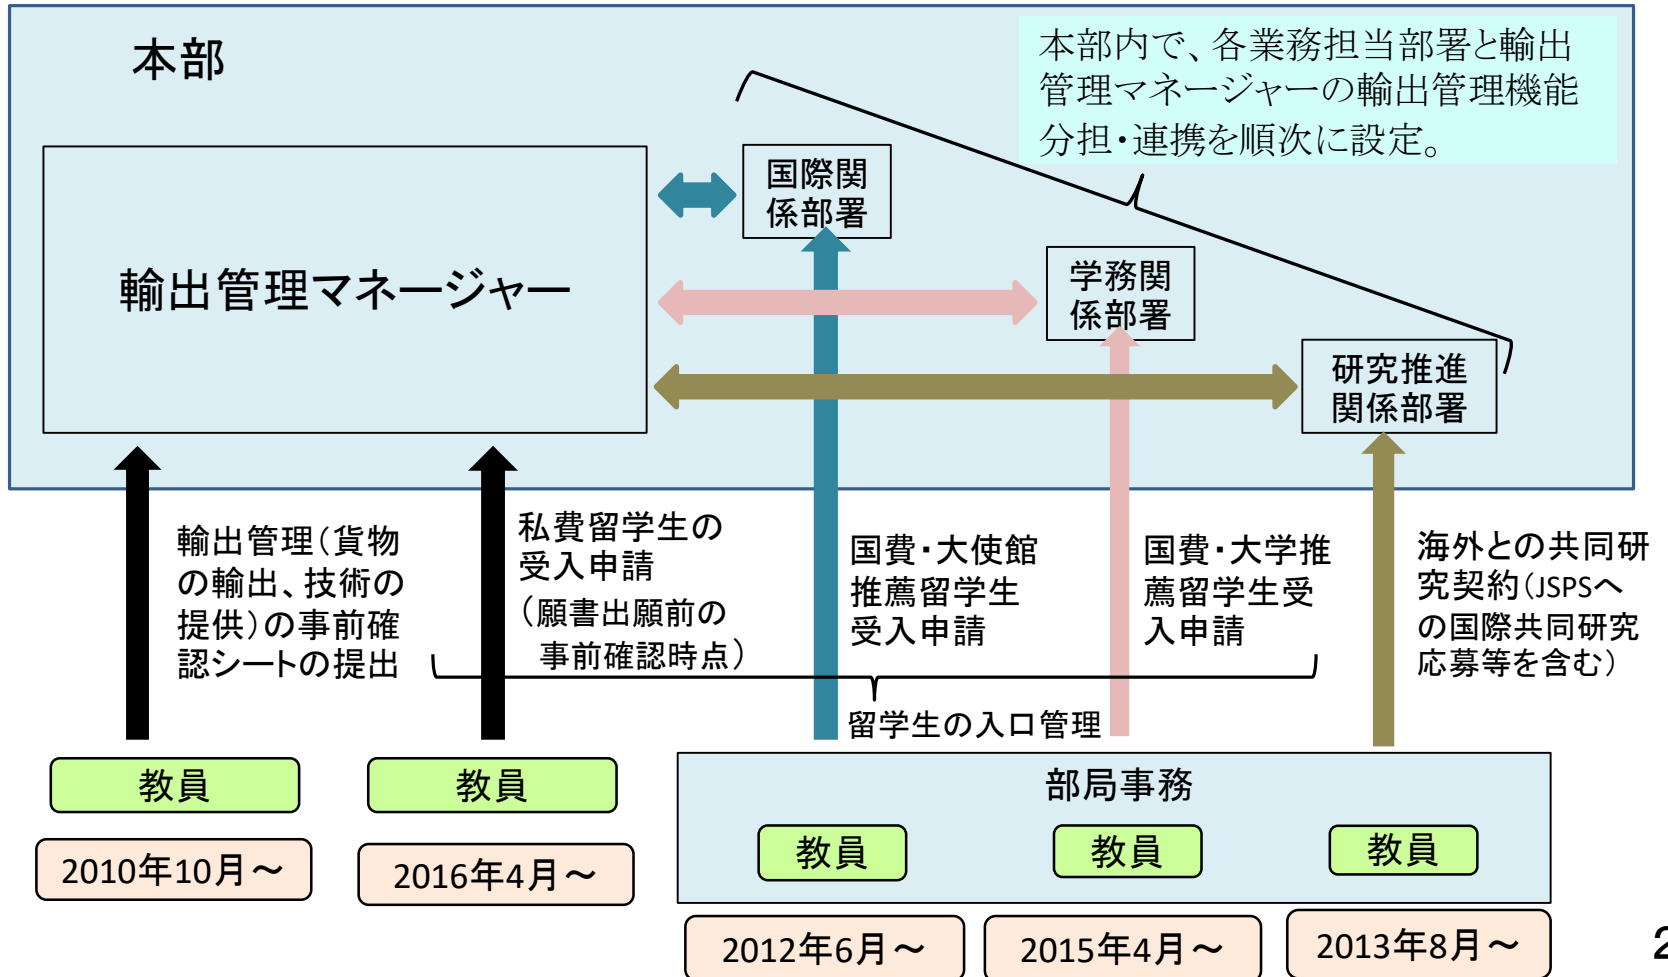 本部
本部内で、各業務担当部署と輸出
管理マネージャーの輸出管理機能
分担・連携を順次に設定。
国際関
係部署
輸出管理マネージャー
学務関
係部署
研究推進
関係部署
輸出管理(貨物
の輸出、技術の
提供)の事前確
認シートの提出
私費留学生の
受入申請
(願書出願前の
事前確認時点)
国費・大使館
推薦留学生
受入申請
国費・大学推
薦留学生受
入申請
海外との共同研
究契約(JSPSへ
の国際共同研究
応募等を含む)
留学生の入口管理
教員
教員
部局事務
教員
教員
教員
2010年10月～
2016年4月～
2012年6月～
2015年4月～
2013年8月～
2